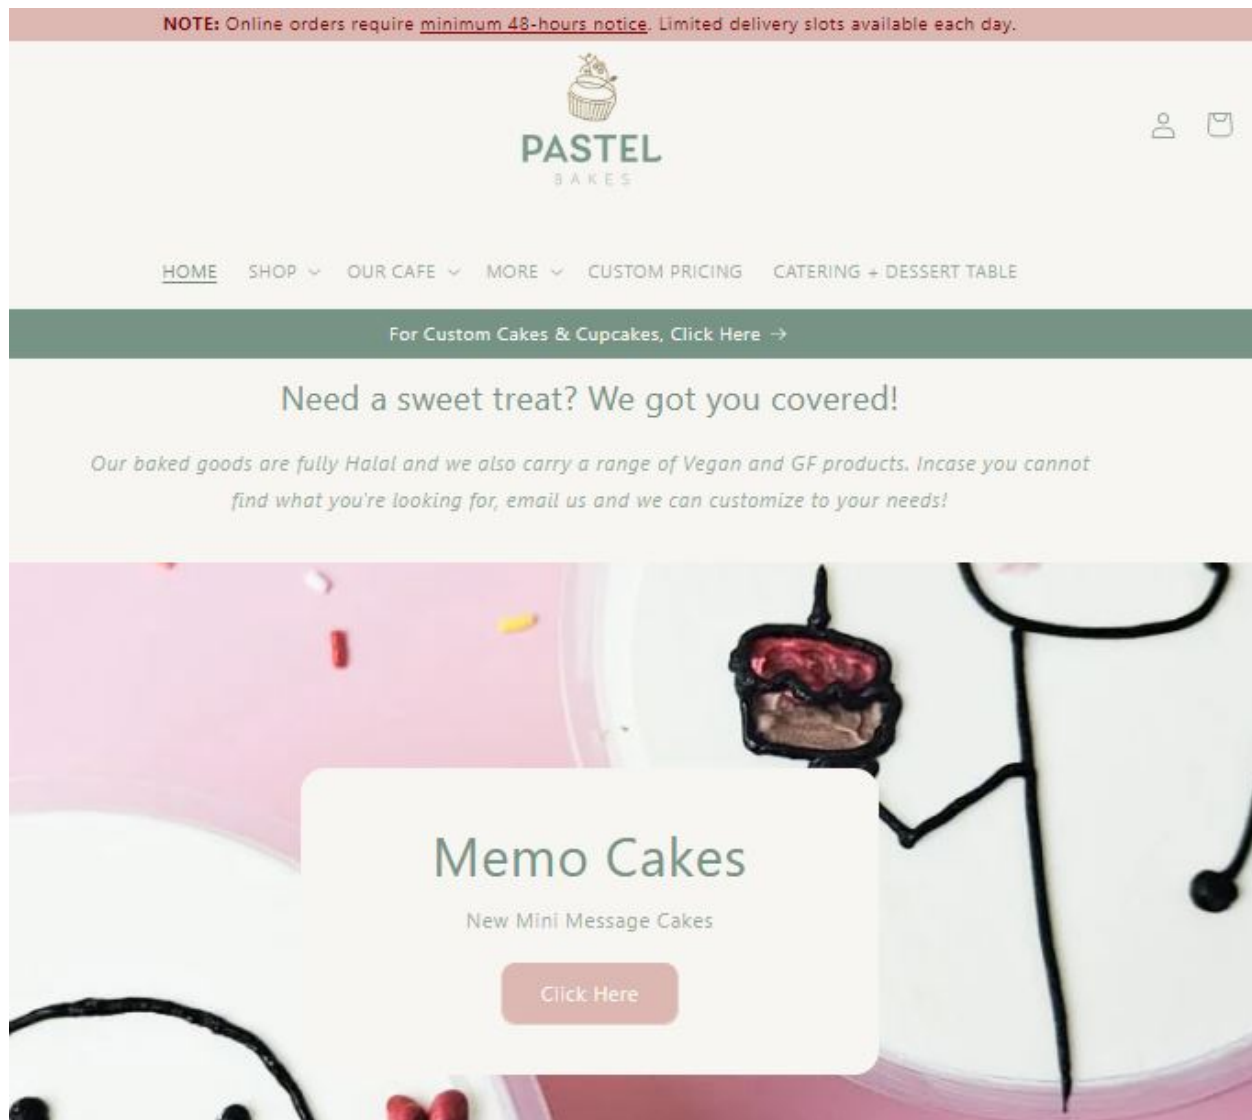 NOTE: Online orders require minimum 48-hours notice. Limited delivery slots available each day.
PASTEL
BAKES
HOME SHOP OUR CAFE MORE CUSTOM PRICING CATERING + DESSERT TABLE
For Custom Cakes & Cupcakes, Click Here →
Need a sweet treat? We got you covered!
Our baked goods are fully Halal and we also carry a range of Vegan and GF products. Incase you cannot
find what you're looking for, email us and we can customize to your needs!
Memo Cakes
New Mini Message Cakes
Click Here